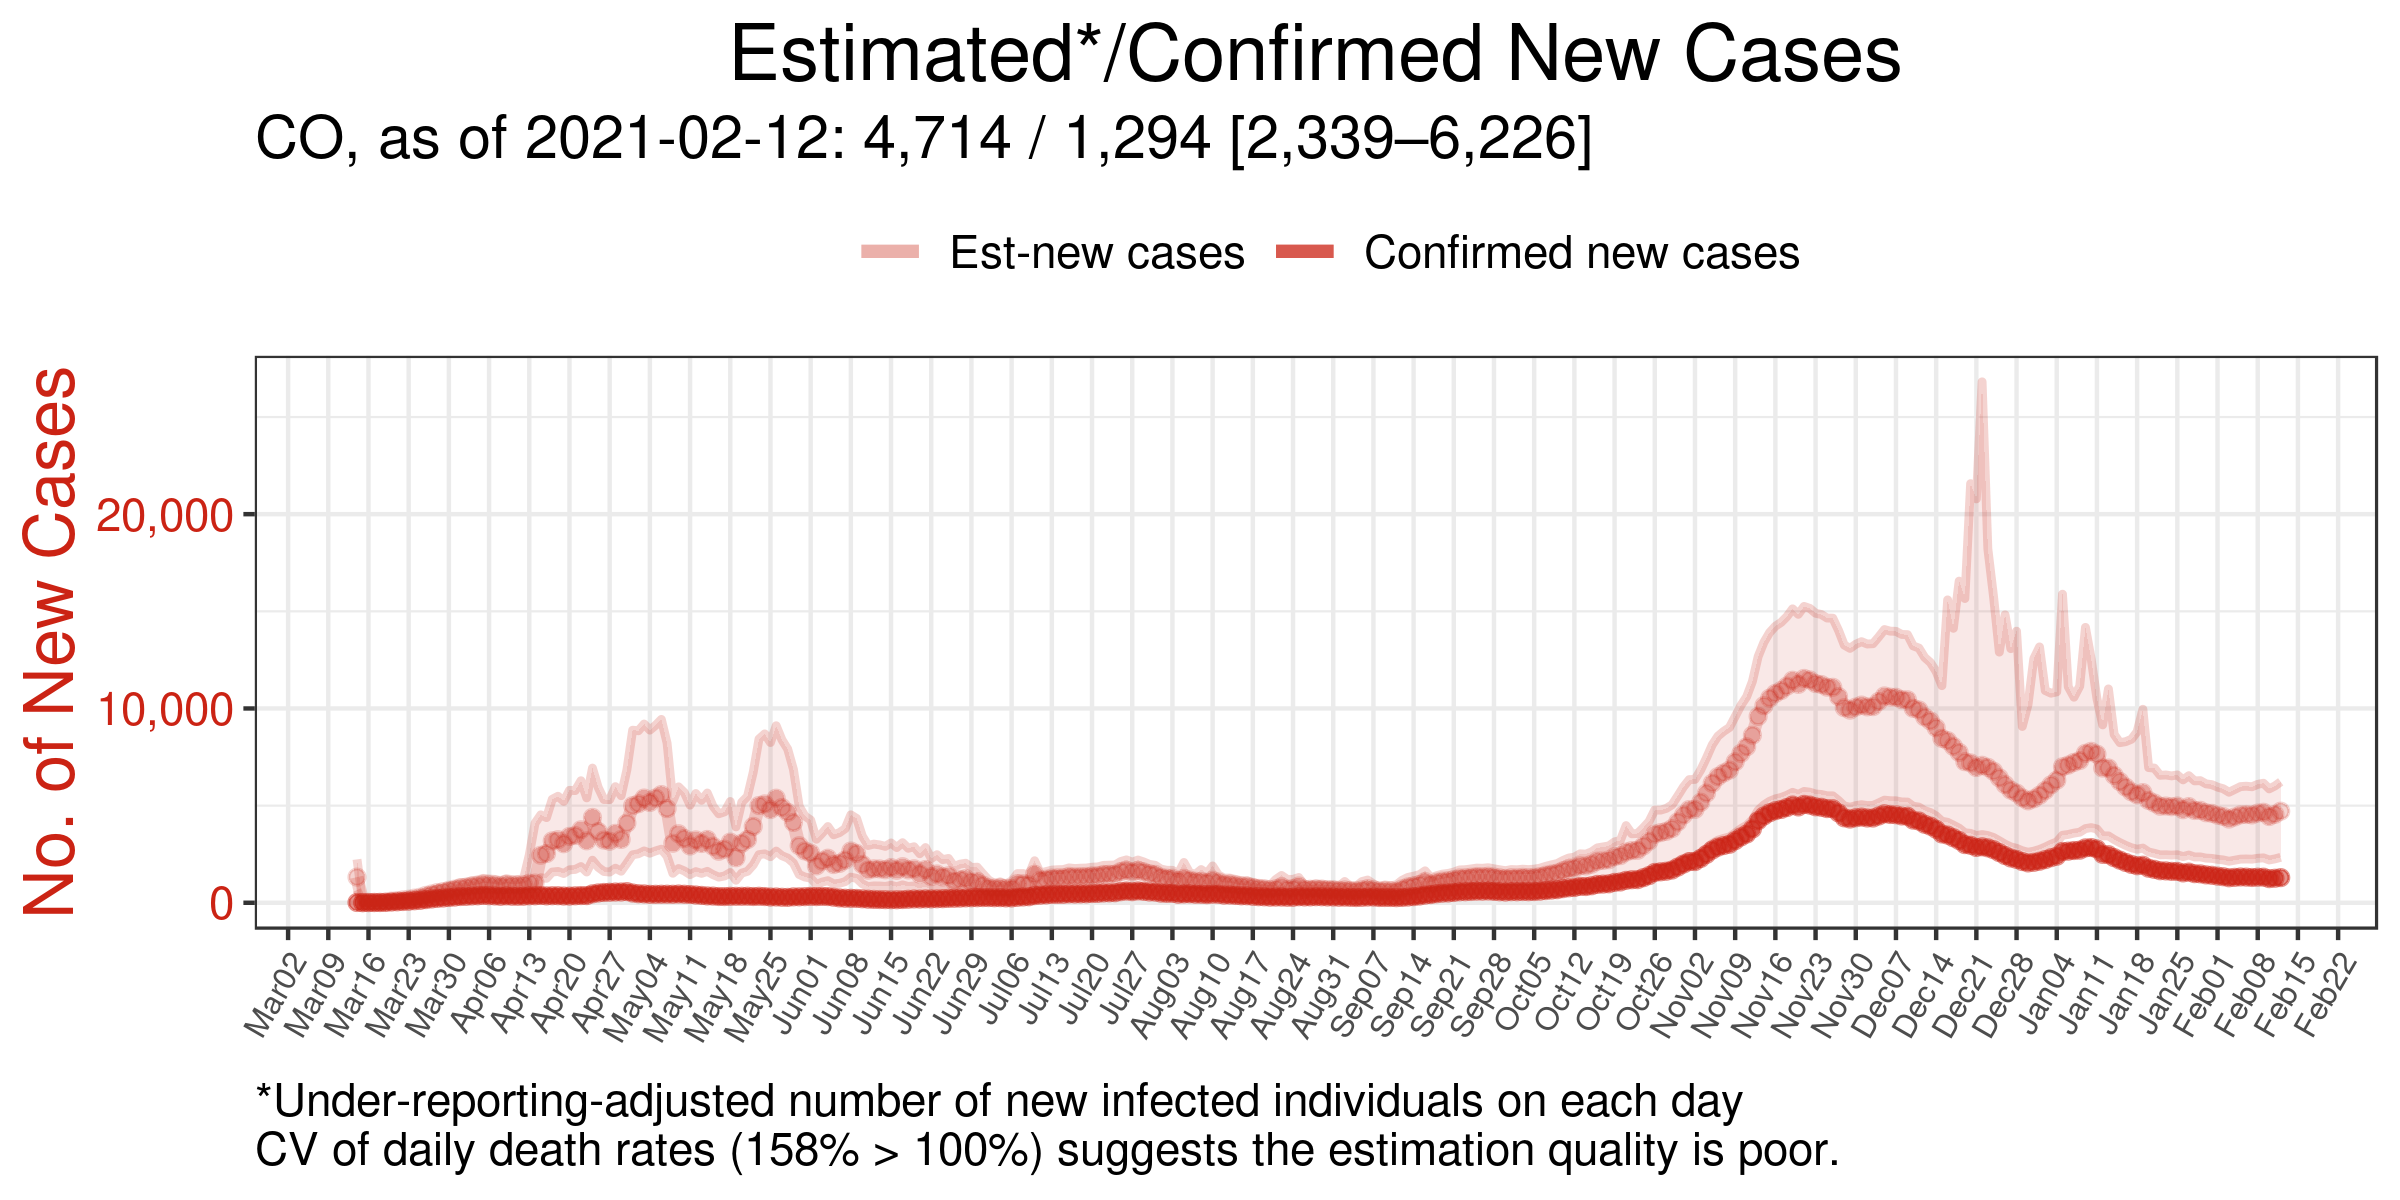 Estimated*/Confirmed New Cases
CO, as of 2021-02-12: 4,714 / 1,294 [2,339–6,226]
Est-new cases Confirmed new cases
No. of New Cases
20,000
10,000
0
Mar02 Mar09 Mar16 Mar23 Mar30 Apr06 Apr13 Apr20 Apr27 May04 May11 May18 May25 Jun01 Jun08 Jun15 Jun22 Jun29 Jul06 Jul13 Jul20 Jul27 Aug03 Aug10 Aug17 Aug24 Aug31 Sep07 Sep14 Sep21 Sep28 Oct05 Oct12 Oct19 Oct26 Nov02 Nov09 Nov16 Nov23 Nov30 Dec07 Dec14 Dec21 Dec28 Jan04 Jan11 Jan18 Jan25 Feb01 Feb08 Feb15 Feb22
*Under-reporting-adjusted number of new infected individuals on each day
CV of daily death rates (158% > 100%) suggests the estimation quality is poor.